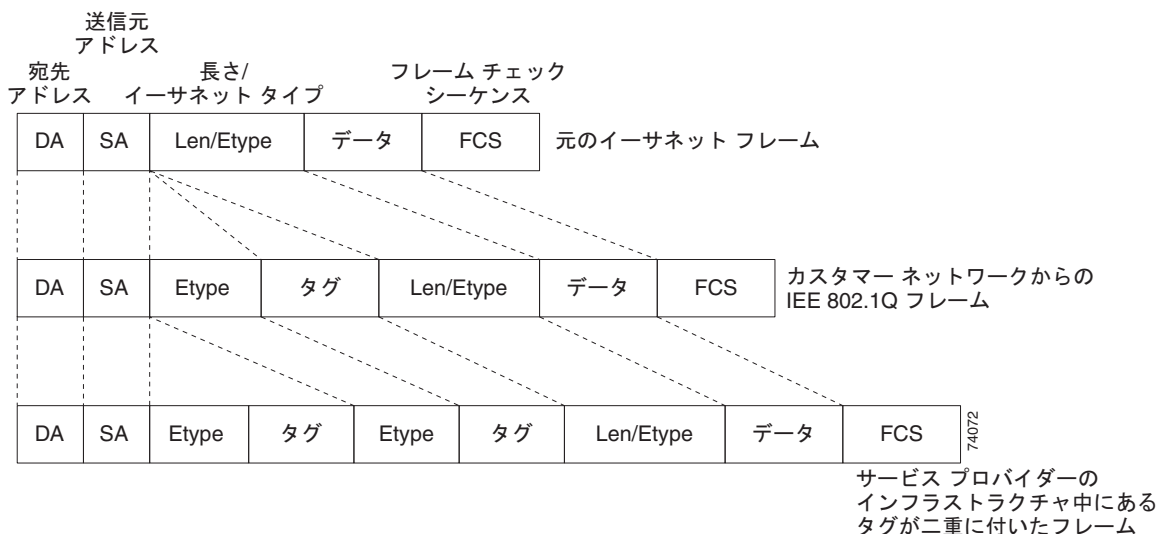 送信元
アドレス
宛先
アドレス
長さ/
イーサネット タイプ
フレーム チェック
シーケンス
DA SA Len/Etype データ FCS 元のイーサネット フレーム
DA SA Etype タグ Len/Etype データ FCS カスタマー ネットワークからの
IEE 802.1Q フレーム
DA SA Etype タグ Etype タグ Len/Etype データ FCS 74072
サービス プロバイダーの
インフラストラクチャ中にある
タグが二重に付いたフレーム